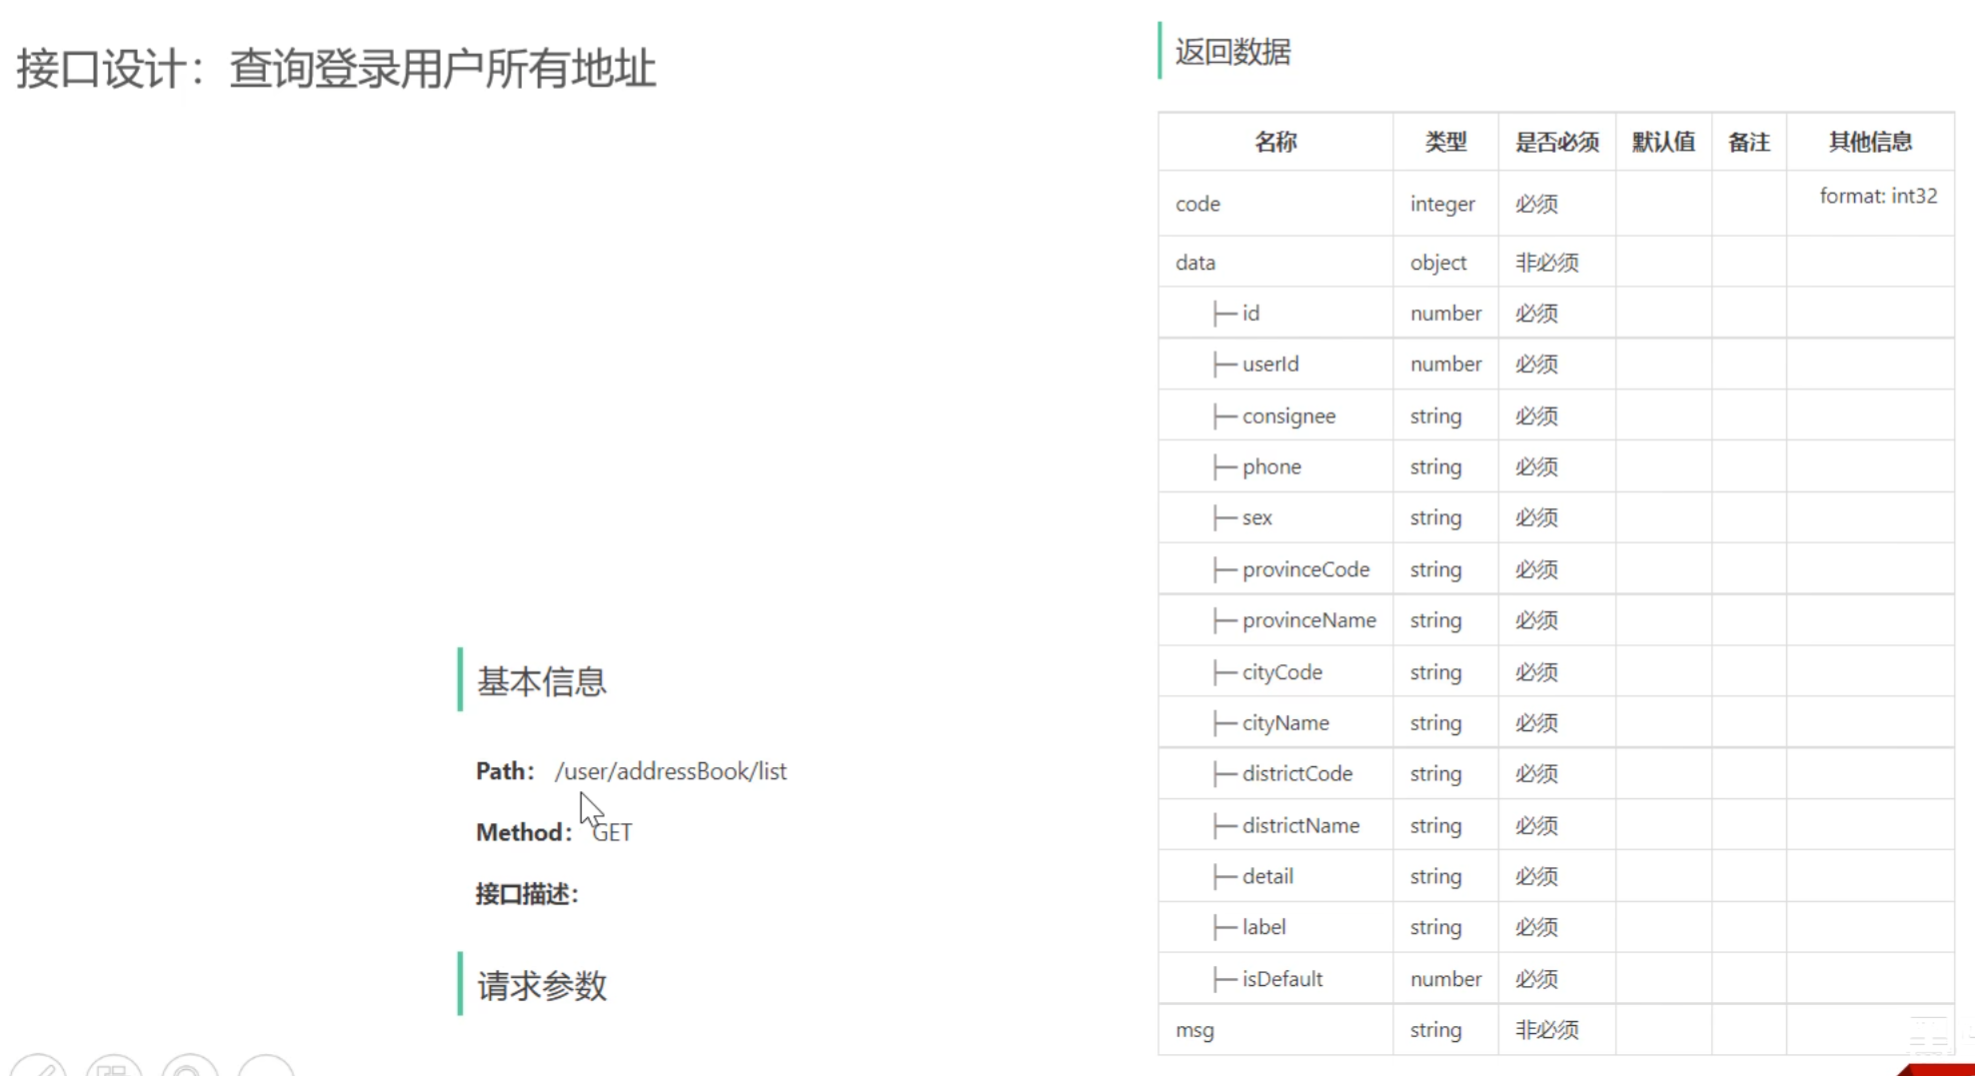 接口设计：查询登录用户所有地址
基本信息
Path： /user/addressBook/list
Method： GET
接口描述：
请求参数
返回数据
名称 类型 是否必须 默认值 备注 其他信息
code integer 必须 format: int32
data object 非必须
├─ id number 必须
├─ userId number 必须
├─ consignee string 必须
├─ phone string 必须
├─ sex string 必须
├─ provinceCode string 必须
├─ provinceName string 必须
├─ cityCode string 必须
├─ cityName string 必须
├─ districtCode string 必须
├─ districtName string 必须
├─ detail string 必须
├─ label string 必须
├─ isDefault number 必须
msg string 非必须